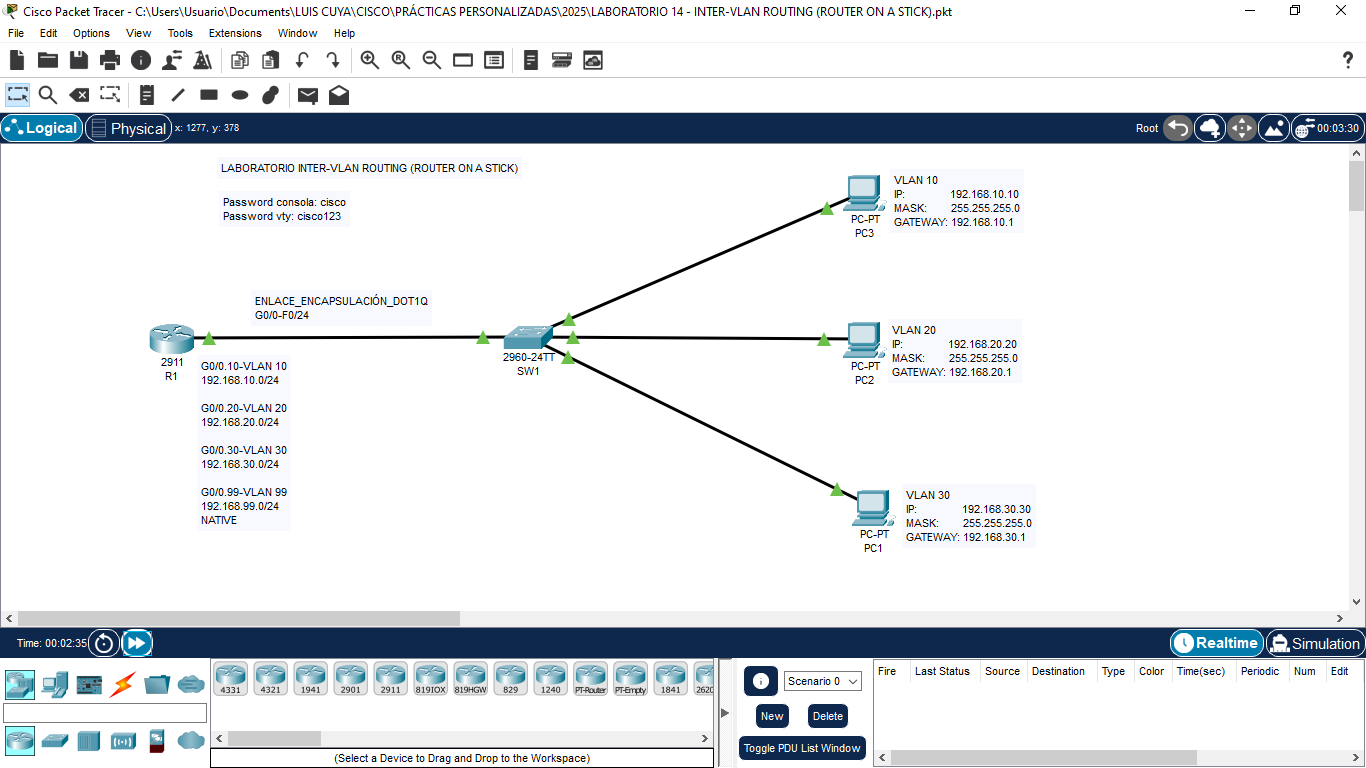 Cisco Packet Tracer - C:\Users\Usuario\Documents\LUIS CUYA\CISCO\PRÁCTICAS PERSONALIZADAS\2025\LABORATORIO 14 - INTER-VLAN ROUTING (ROUTER ON A STICK).pkt
File Edit Options View Tools Extensions Window Help
Logical Physical x: 1277, y: 378 Root 00:03:30
LABORATORIO INTER-VLAN ROUTING (ROUTER ON A STICK)
Password consola: cisco
Password vty: cisco123
VLAN 10
IP: 192.168.10.10
MASK: 255.255.255.0
GATEWAY: 192.168.10.1
PC-PT
PC3
ENLACE_ENCAPSULACIÓN_DOT1Q
G0/0-F0/24
2911
R1
2960-24TT
SW1
VLAN 20
IP: 192.168.20.20
MASK: 255.255.255.0
GATEWAY: 192.168.20.1
PC-PT
PC2
G0/0.10-VLAN 10
192.168.10.0/24
G0/0.20-VLAN 20
192.168.20.0/24
G0/0.30-VLAN 30
192.168.30.0/24
G0/0.99-VLAN 99
192.168.99.0/24
NATIVE
VLAN 30
IP: 192.168.30.30
MASK: 255.255.255.0
GATEWAY: 192.168.30.1
PC-PT
PC1
Time: 00:02:35 Realtime Simulation
4331 4321 1941 2901 2911 819IOX 819HGW 829 1240 PT-Router PT-Empty 1841 2620
(Select a Device to Drag and Drop to the Workspace)
Scenario 0
New Delete
Toggle PDU List Window
Fire Last Status Source Destination Type Color Time(sec) Periodic Num Edit